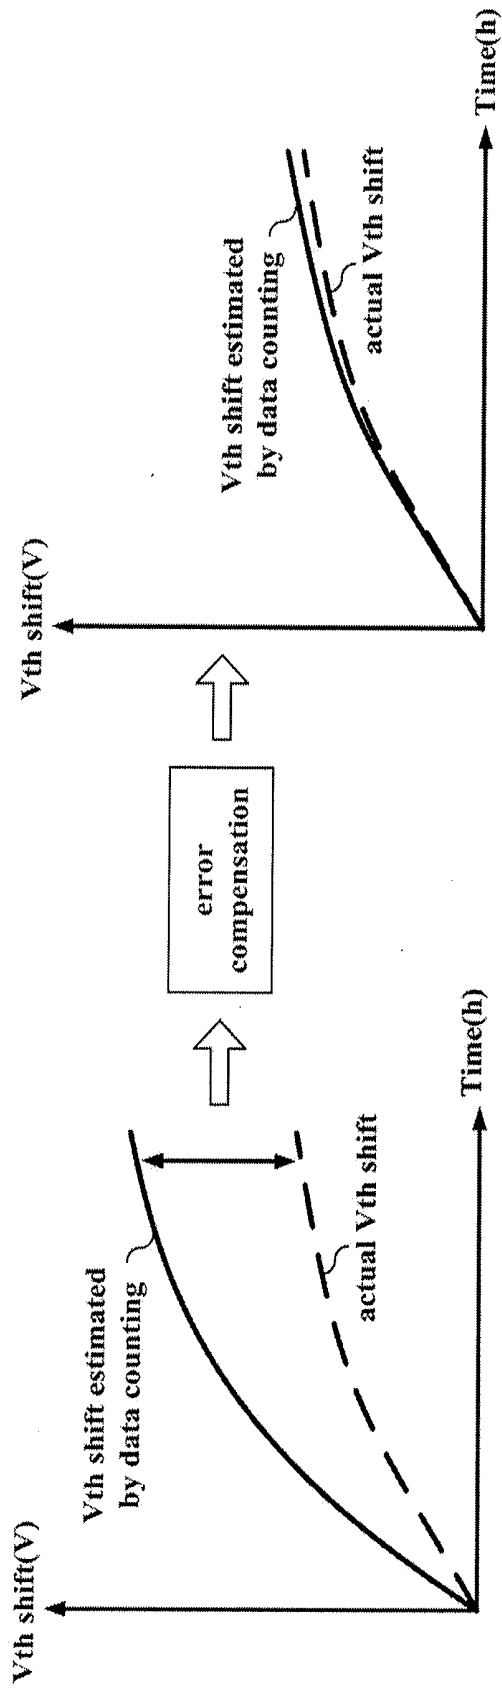 Vth shift(V)
Vth shift estimated
by data counting
actual Vth shift
Time(h)
error
compensation
Vth shift(V)
Vth shift estimated
by data counting
actual Vth shift
Time(h)